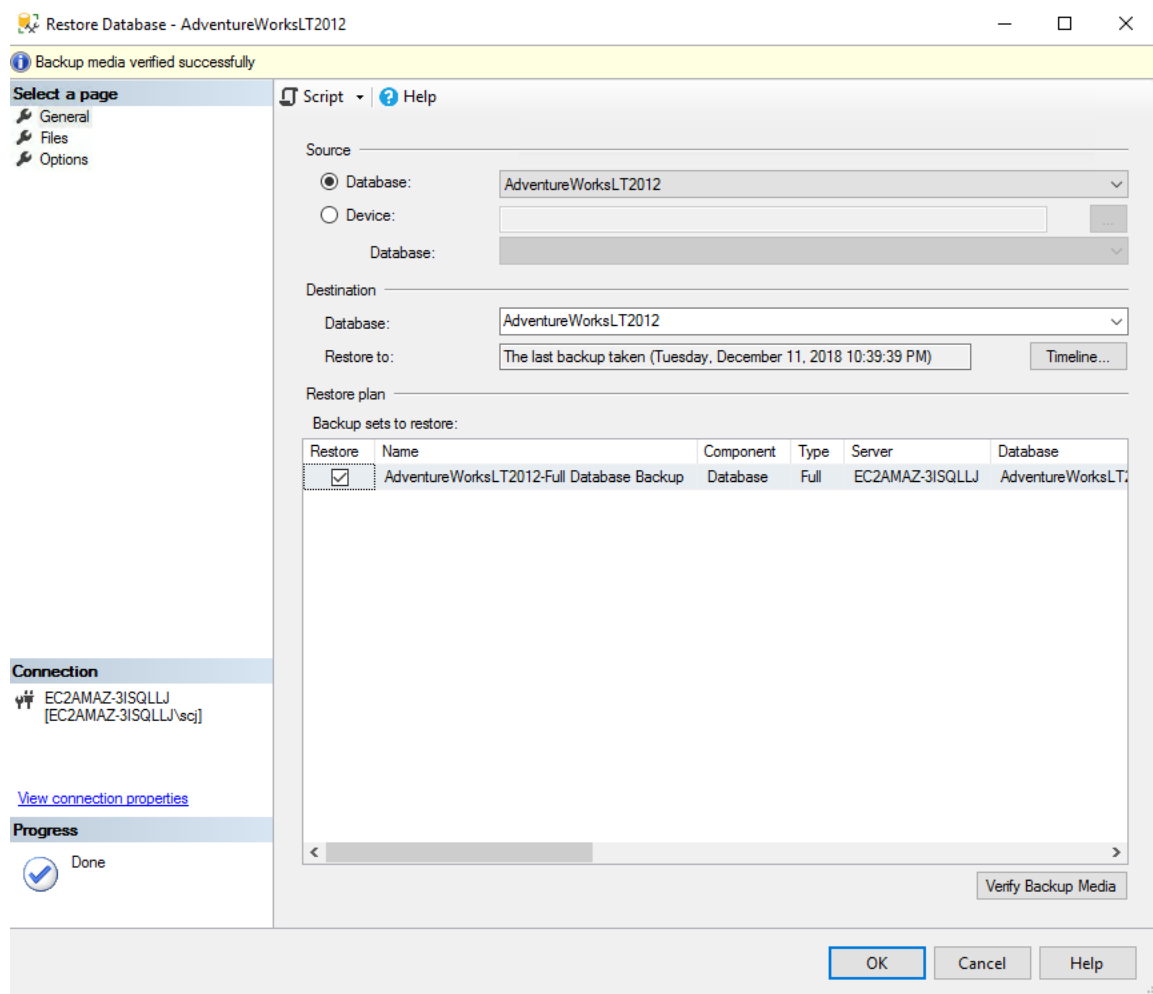 Restore Database - AdventureWorksLT2012
Backup media verified successfully
Select a page
General
Files
Options
Script
Help
Source
Database:
AdventureWorksLT2012
Device:
...
Database:
Destination
Database:
AdventureWorksLT2012
Restore to:
The last backup taken (Tuesday, December 11, 2018 10:39:39 PM)
Timeline...
Restore plan
Backup sets to restore:
Restore Name Component Type Server Database
AdventureWorksLT2012-Full Database Backup Database Full EC2AMAZ-3ISQLLJ AdventureWorksLT2
Connection
EC2AMAZ-3ISQLLJ
[EC2AMAZ-3ISQLLJ\scj]
View connection properties
Progress
Done
Verify Backup Media
OK Cancel Help